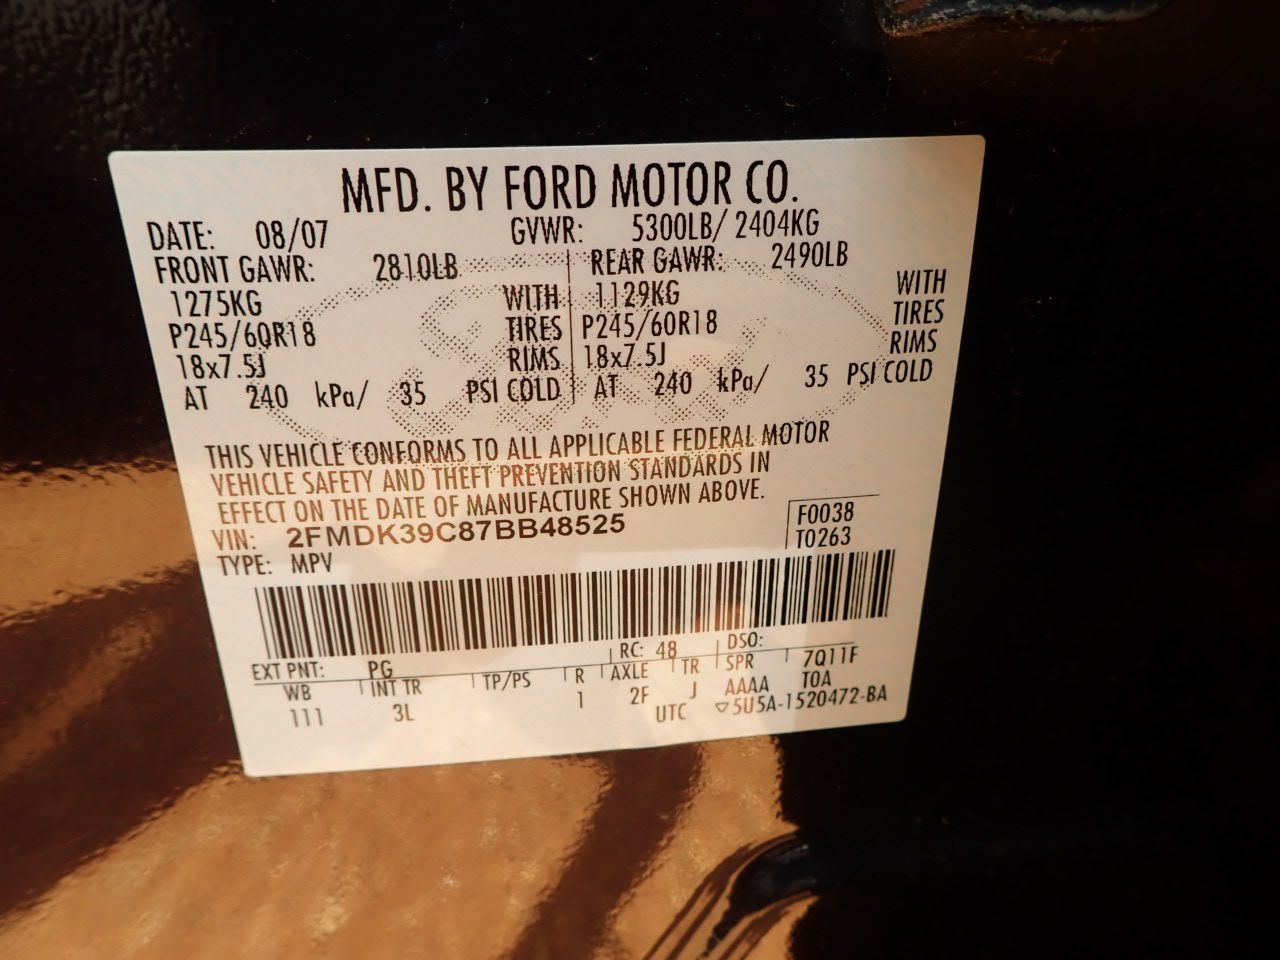 MFD. BY FORD MOTOR CO.
DATE: 08/07 GVWR: 5300LB/ 2404KG
FRONT GAWR: 2810LB REAR GAWR: 2490LB
1275KG WITH 1129KG WITH
P245/60R18 TIRES P245/60R18 TIRES
18x7.5J RIMS 18x7.5J RIMS
AT 240 kPa/ 35 PSI COLD AT 240 kPa/ 35 PSI COLD
THIS VEHICLE CONFORMS TO ALL APPLICABLE FEDERAL MOTOR
VEHICLE SAFETY AND THEFT PREVENTION STANDARDS IN
EFFECT ON THE DATE OF MANUFACTURE SHOWN ABOVE.
VIN: 2FMDK39C87BB48525 F0038
TYPE: MPV T0263
RC: 48 DSO:
EXT PNT: PG
WB INT TR TP/PS R AXLE TR SPR 7Q11F
111 3L 1 2F J AAAA TOA
UTC ▽5U5A-1520472-BA